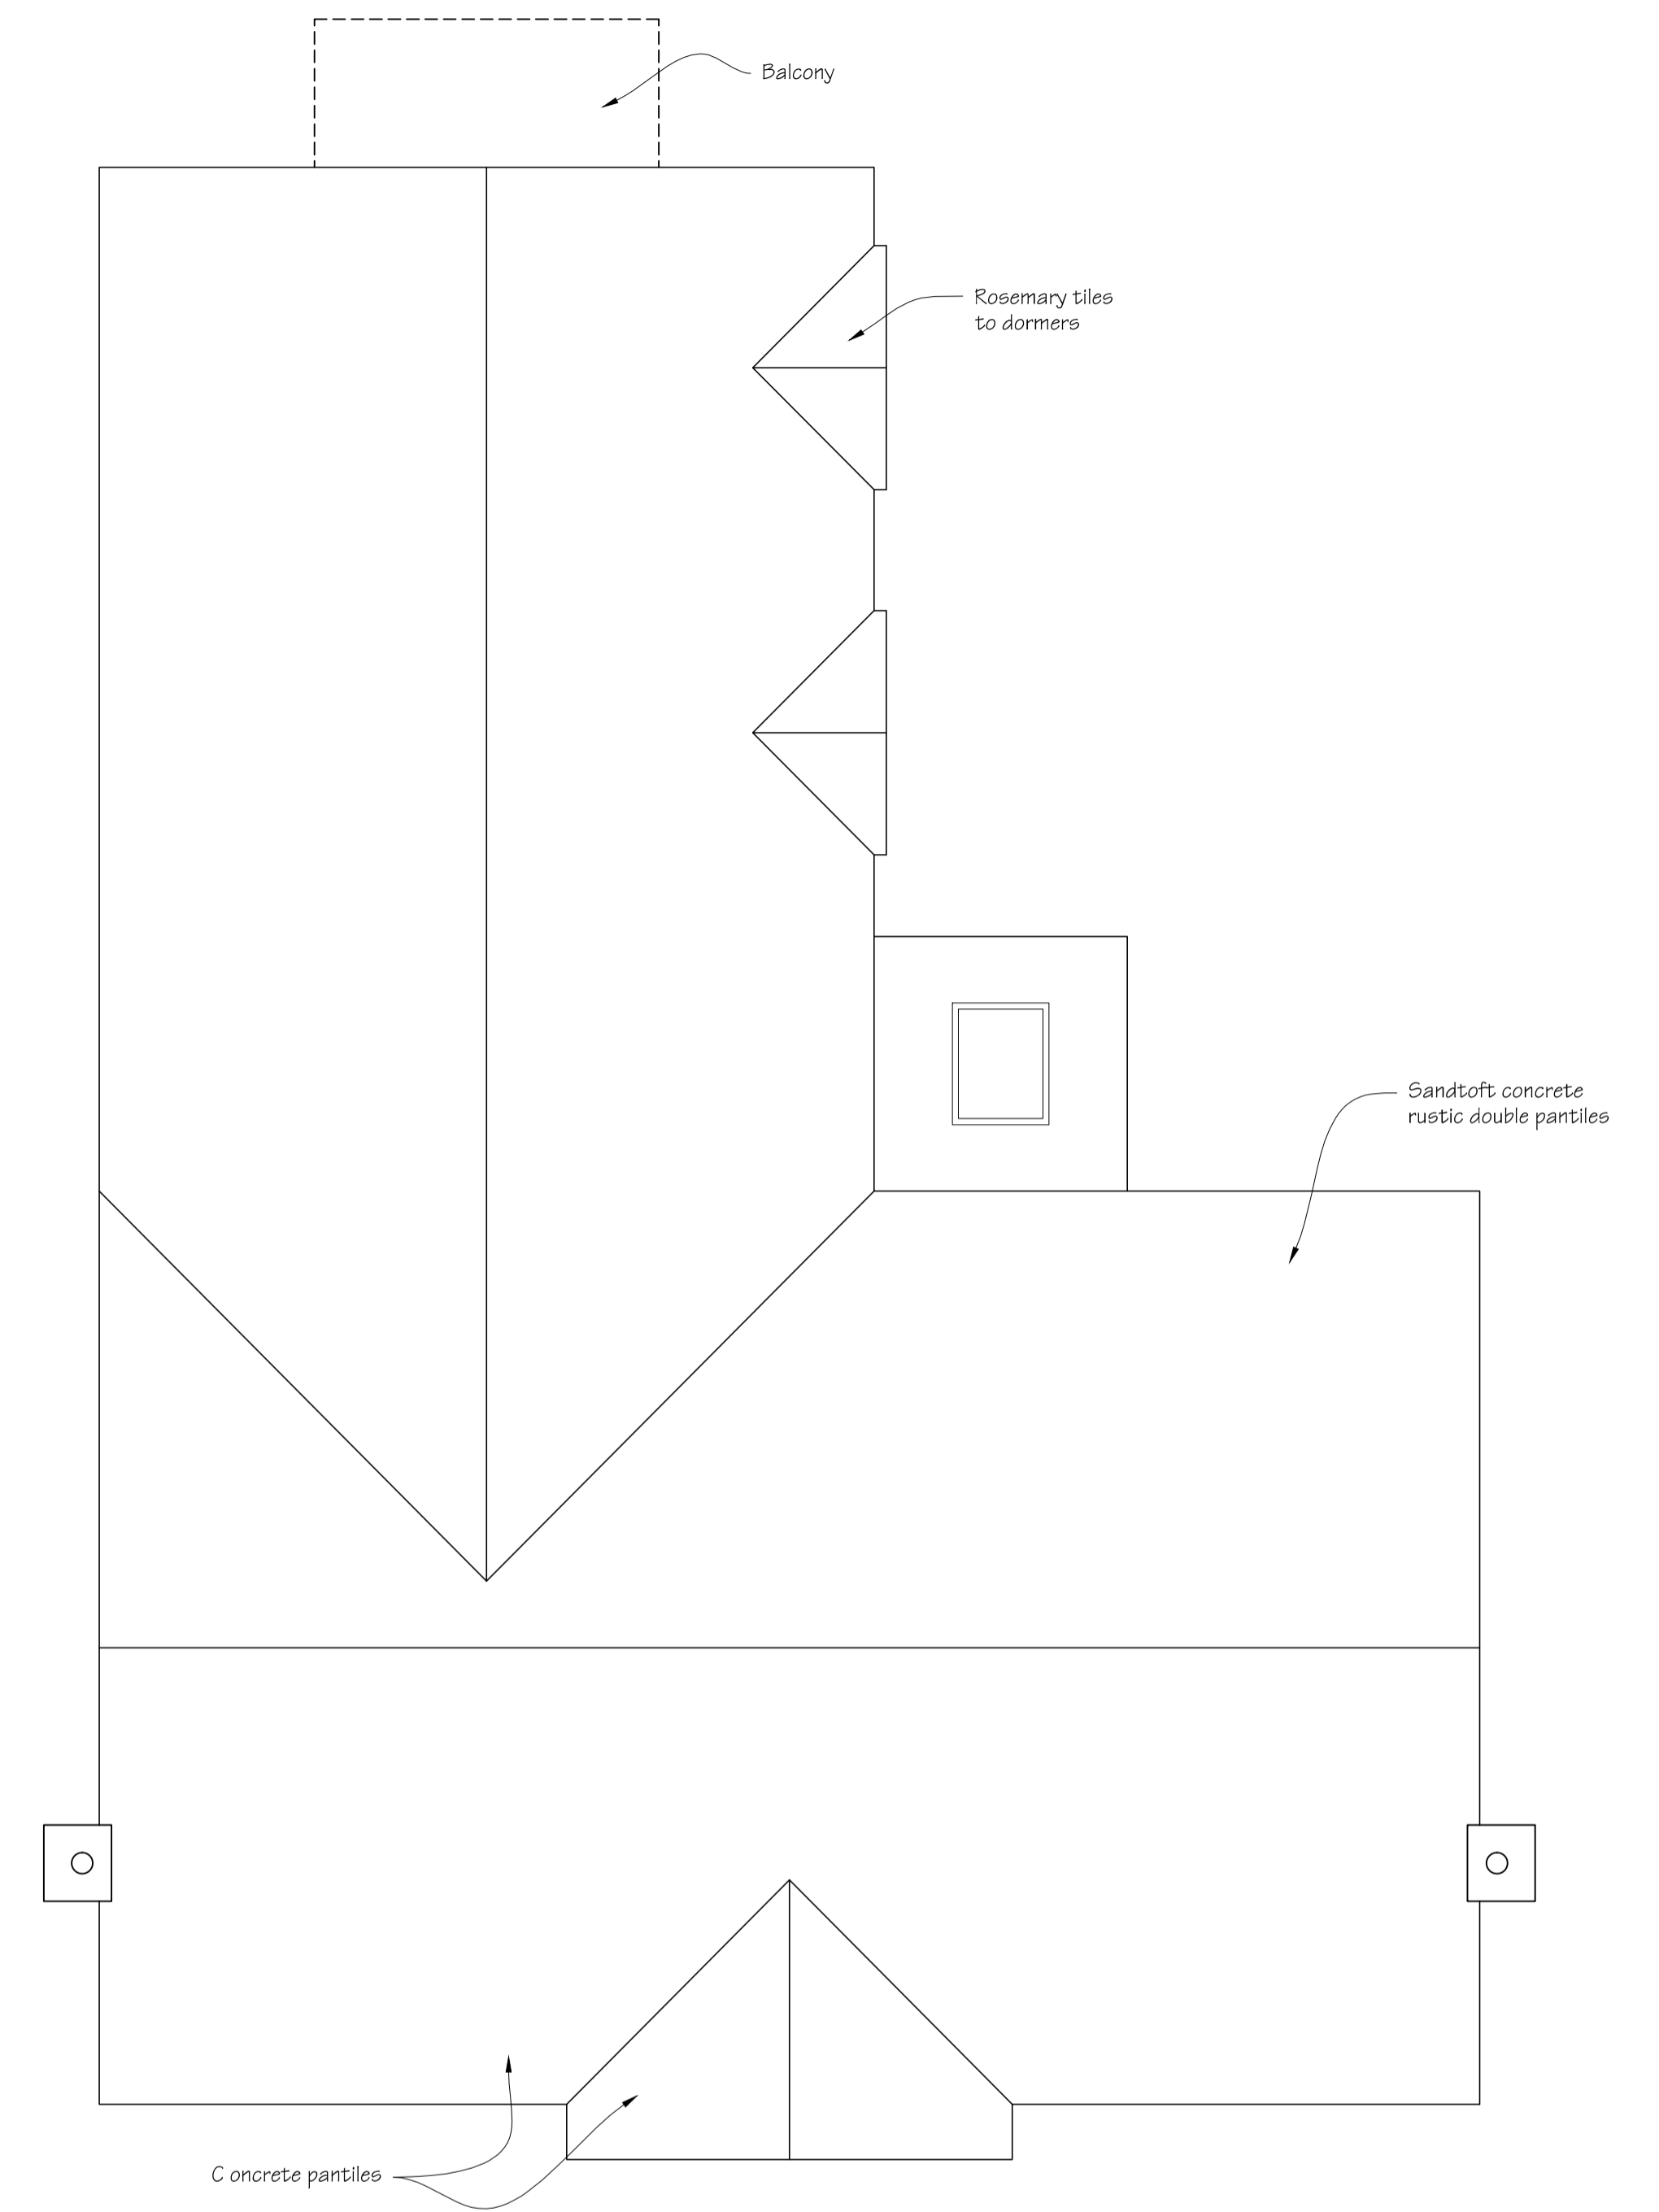 Balcony
Rosemary tiles
to dormers
Sandtoft concrete
rustic double pantiles
C oncrete pantiles